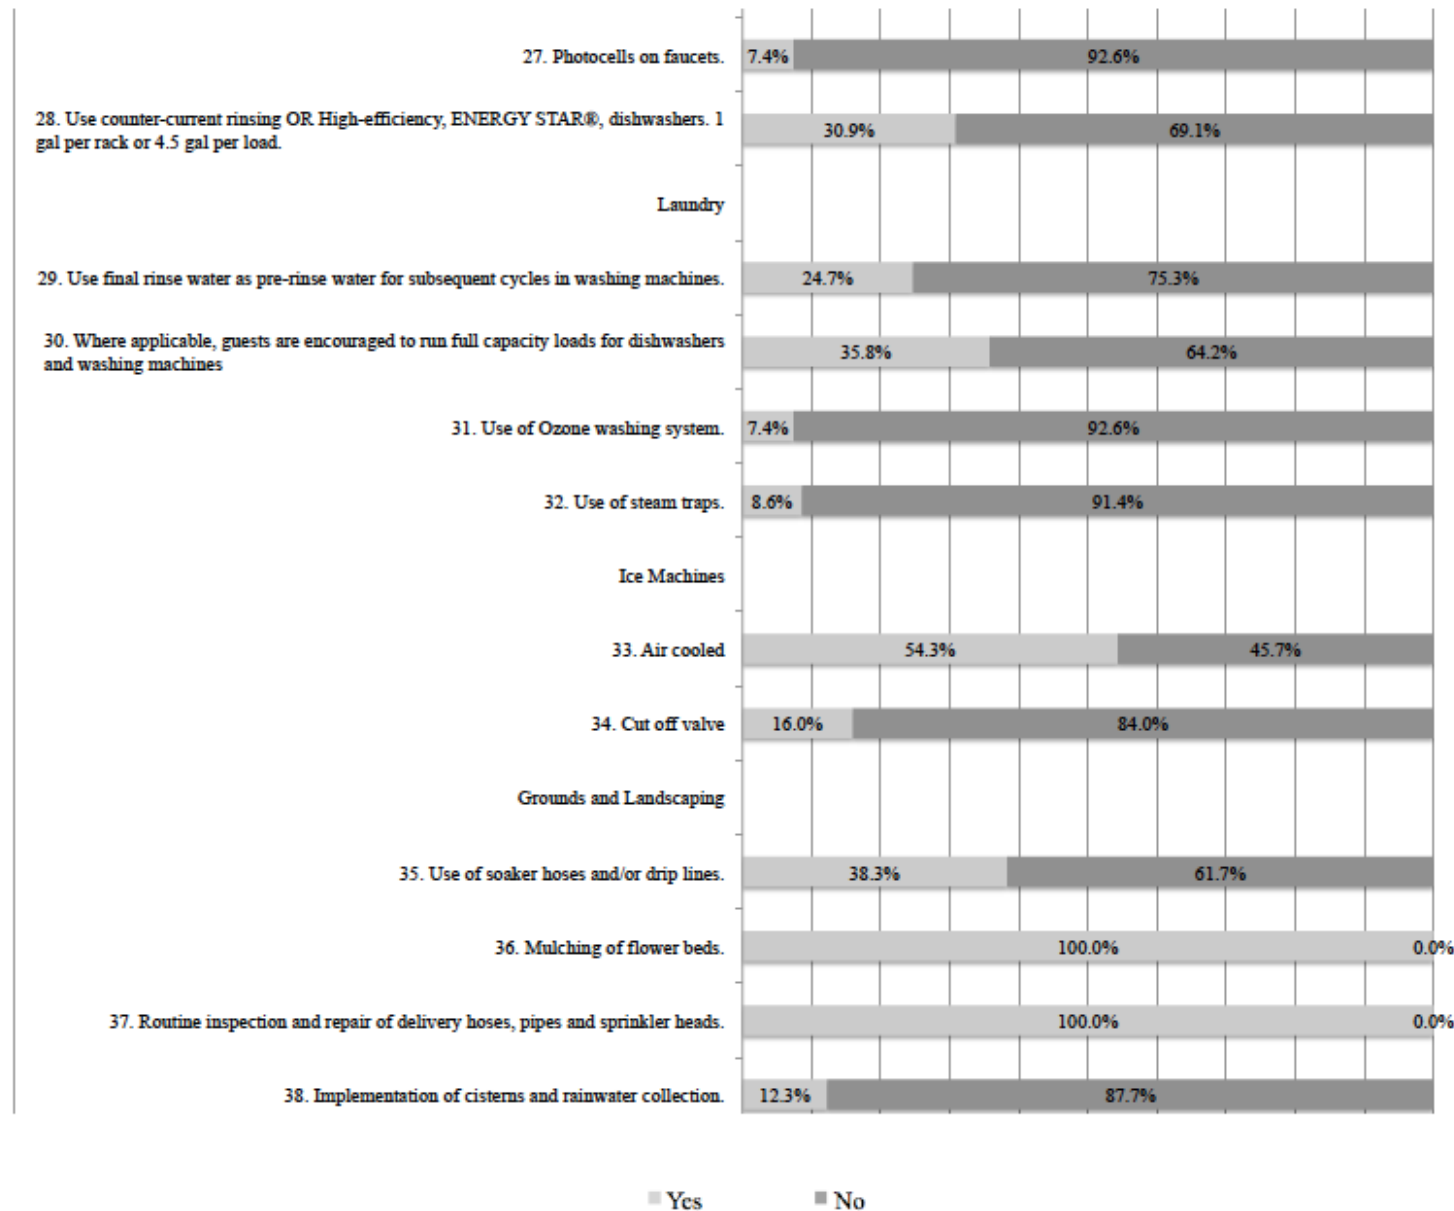 27. Photocells on faucets.
7.4% 92.6%
28. Use counter-current rinsing OR High-efficiency, ENERGY STAR®, dishwashers. 1
gal per rack or 4.5 gal per load.
30.9% 69.1%
Laundry
29. Use final rinse water as pre-rinse water for subsequent cycles in washing machines.
24.7% 75.3%
30. Where applicable, guests are encouraged to run full capacity loads for dishwashers
and washing machines
35.8% 64.2%
31. Use of Ozone washing system.
7.4% 92.6%
32. Use of steam traps.
8.6% 91.4%
Ice Machines
33. Air cooled
54.3% 45.7%
34. Cut off valve
16.0% 84.0%
Grounds and Landscaping
35. Use of soaker hoses and/or drip lines.
38.3% 61.7%
36. Mulching of flower beds.
100.0% 0.0%
37. Routine inspection and repair of delivery hoses, pipes and sprinkler heads.
100.0% 0.0%
38. Implementation of cisterns and rainwater collection.
12.3% 87.7%
Yes No